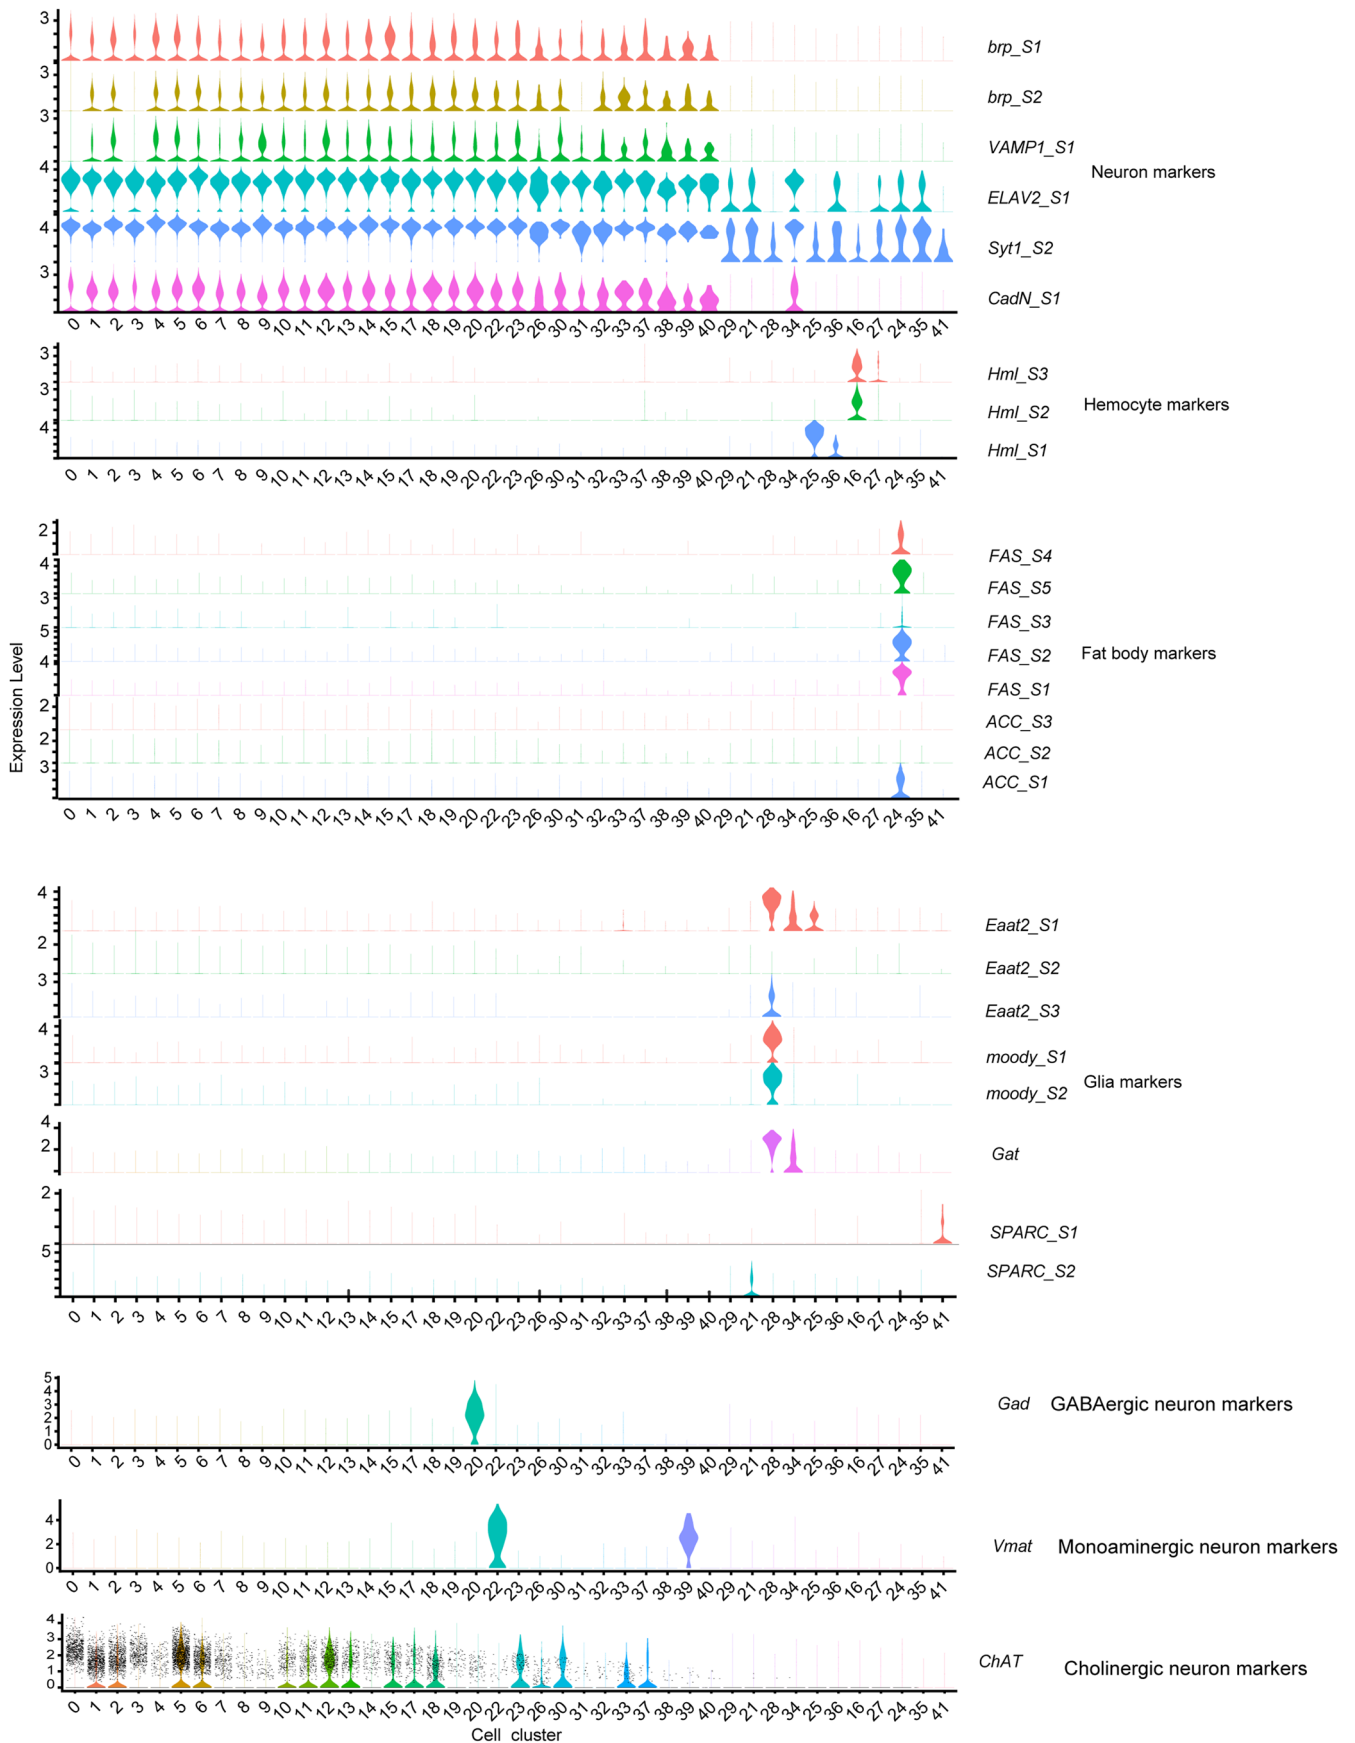 3
brp_S1
3
brp_S2
3
VAMP1_S1
Neuron markers
4
ELAV2_S1
4
Syt1_S2
3
CadN_S1
0 1 2 3 4 5 6 7 8 9 10 11 12 13 14 15 17 18 19 20 22 23 26 30 31 32 33 37 38 39 40 29 21 28 34 25 36 16 27 24 35 41
3
Hml_S3
3
Hml_S2
Hemocyte markers
4
Hml_S1
0 1 2 3 4 5 6 7 8 9 10 11 12 13 14 15 17 18 19 20 22 23 26 30 31 32 33 37 38 39 40 29 21 28 34 25 36 16 27 24 35 41
2
FAS_S4
4
FAS_S5
3
FAS_S3
5
FAS_S2
Fat body markers
4
FAS_S1
2
ACC_S3
2
ACC_S2
3
ACC_S1
Expression Level
0 1 2 3 4 5 6 7 8 9 10 11 12 13 14 15 17 18 19 20 22 23 26 30 31 32 33 37 38 39 40 29 21 28 34 25 36 16 27 24 35 41
4
Eaat2_S1
2
Eaat2_S2
3
Eaat2_S3
4
moody_S1
3
Glia markers
moody_S2
4
2
Gat
2
SPARC_S1
5
SPARC_S2
0 1 2 3 4 5 6 7 8 9 10 11 12 13 14 15 17 18 19 20 22 23 26 30 31 32 33 37 38 39 40 29 21 28 34 25 36 16 27 24 35 41
5
4
3
2
1
0
Gad GABAergic neuron markers
0 1 2 3 4 5 6 7 8 9 10 11 12 13 14 15 17 18 19 20 22 23 26 30 31 32 33 37 38 39 40 29 21 28 34 25 36 16 27 24 35 41
4
2
0
Vmat Monoaminergic neuron markers
0 1 2 3 4 5 6 7 8 9 10 11 12 13 14 15 17 18 19 20 22 23 26 30 31 32 33 37 38 39 40 29 21 28 34 25 36 16 27 24 35 41
4
3
2
1
0
ChAT Cholinergic neuron markers
0 1 2 3 4 5 6 7 8 9 10 11 12 13 14 15 17 18 19 20 22 23 26 30 31 32 33 37 38 39 40 29 21 28 34 25 36 16 27 24 35 41
Cell cluster